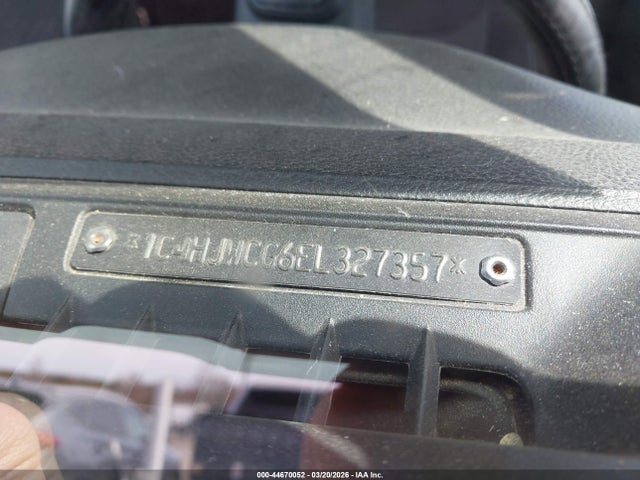 *1C4HJWCG6EL327357*
000-44670052 | 03/20/2026 | IAA Inc.